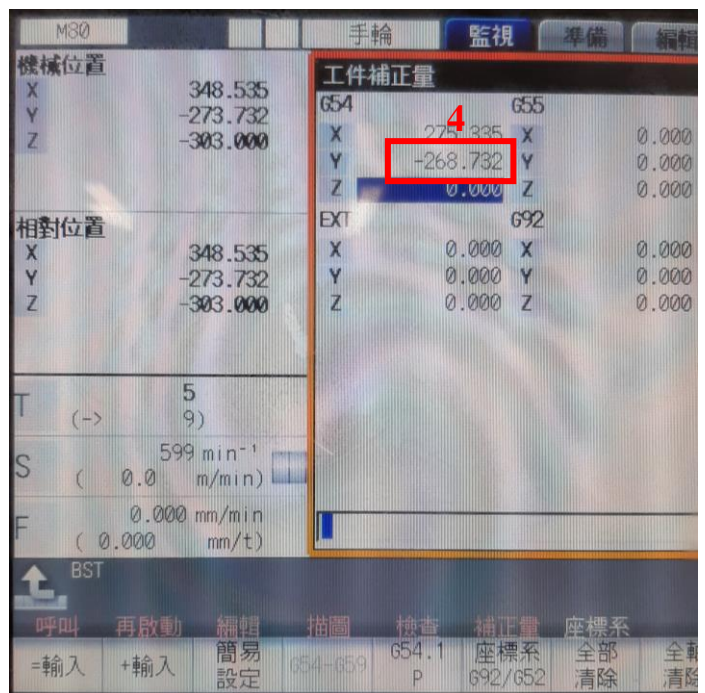 M80 手輪 監視 準備 編輯
機械位置
X 348.535
Y -273.732
Z -303.000
相對位置
X 348.535
Y -273.732
Z -303.000
T 5
(-> 9)
S 599 min⁻¹
( 0.0 m/min)
F 0.000 mm/min
( 0.000 mm/t)
工件補正量
4
G54 G55
X 275.335 X 0.000
Y -268.732 Y 0.000
Z 0.000 Z 0.000
EXT G92
X 0.000 X 0.000
Y 0.000 Y 0.000
Z 0.000 Z 0.000
BST
呼叫 再啟動 編輯 描圖 檢查 補正量 座標系
=輸入 +輸入 簡易設定 G54-G59 G54.1 P 座標系 G92/G52 全部清除 全軸清除